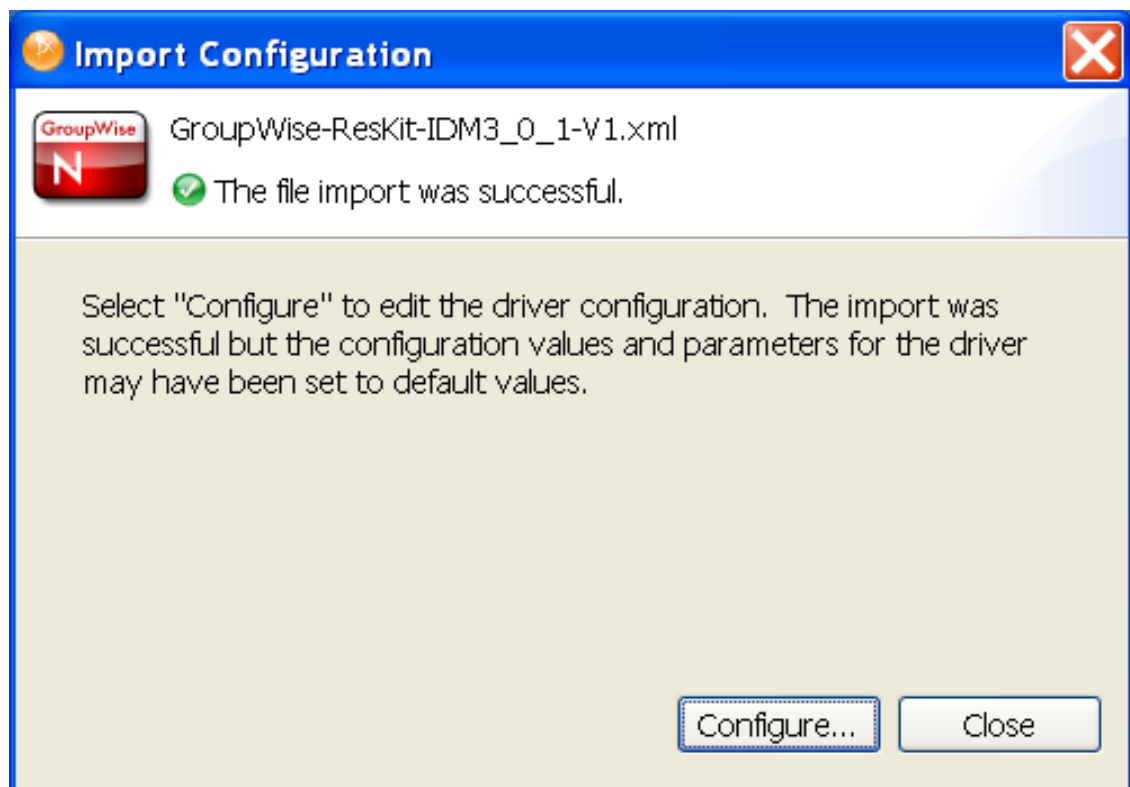 Import Configuration
GroupWise
N
GroupWise-ResKit-IDM3_0_1-V1.xml
The file import was successful.
Select "Configure" to edit the driver configuration.  The import was
successful but the configuration values and parameters for the driver
may have been set to default values.
Configure...
Close